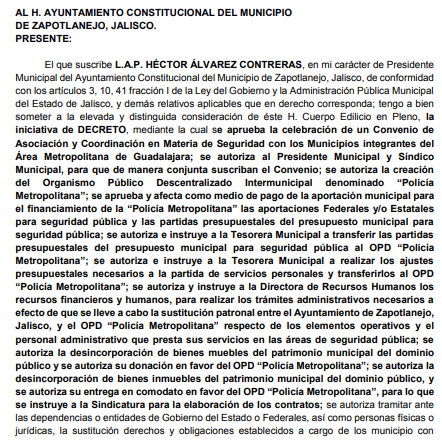 AL H. AYUNTAMIENTO CONSTITUCIONAL DEL MUNICIPIO
DE ZAPOTLANEJO, JALISCO.
PRESENTE:
El que suscribe L.A.P. HÉCTOR ÁLVAREZ CONTRERAS, en mi carácter de Presidente
Municipal del Ayuntamiento Constitucional del Municipio de Zapotlanejo, Jalisco, de conformidad
con los artículos 3, 10, 41 fracción I de la Ley del Gobierno y la Administración Pública Municipal
del Estado de Jalisco, y demás relativos aplicables que en derecho corresponda; tengo a bien
someter a la elevada y distinguida consideración de éste H. Cuerpo Edilicio en Pleno, la
iniciativa de DECRETO, mediante la cual se aprueba la celebración de un Convenio de
Asociación y Coordinación en Materia de Seguridad con los Municipios integrantes del
Área Metropolitana de Guadalajara; se autoriza al Presidente Municipal y Síndico
Municipal, para que de manera conjunta suscriban el Convenio; se autoriza la creación
del Organismo Público Descentralizado Intermunicipal denominado “Policía
Metropolitana”; se aprueba y afecta como medio de pago de la aportación municipal para
el financiamiento de la “Policía Metropolitana” las aportaciones Federales y/o Estatales
para seguridad pública y las partidas presupuestales del presupuesto municipal para
seguridad pública; se autoriza e instruye a la Tesorera Municipal a transferir las partidas
presupuestales del presupuesto municipal para seguridad pública al OPD “Policía
Metropolitana”; se autoriza e instruye a la Tesorera Municipal a realizar los ajustes
presupuestales necesarios a la partida de servicios personales y transferirlos al OPD
“Policía Metropolitana”; se autoriza y instruye a la Directora de Recursos Humanos los
recursos financieros y humanos, para realizar los trámites administrativos necesarios a
efecto de que se lleve a cabo la sustitución patronal entre el Ayuntamiento de Zapotlanejo,
Jalisco, y el OPD “Policía Metropolitana” respecto de los elementos operativos y el
personal administrativo que presta sus servicios en las áreas de seguridad pública; se
autoriza la desincorporación de bienes muebles del patrimonio municipal del dominio
público y se autoriza su donación en favor del OPD “Policía Metropolitana”; se autoriza la
desincorporación de bienes inmuebles del patrimonio municipal del dominio público, y
se autoriza su entrega en comodato en favor del OPD “Policía Metropolitana”, para lo que
se instruye a la Sindicatura para la elaboración de los contratos; se autoriza tramitar ante
las dependencias o entidades de Gobierno del Estado o Federales, así como personas físicas o
jurídicas, la sustitución derechos y obligaciones establecidos a cargo de los municipio con